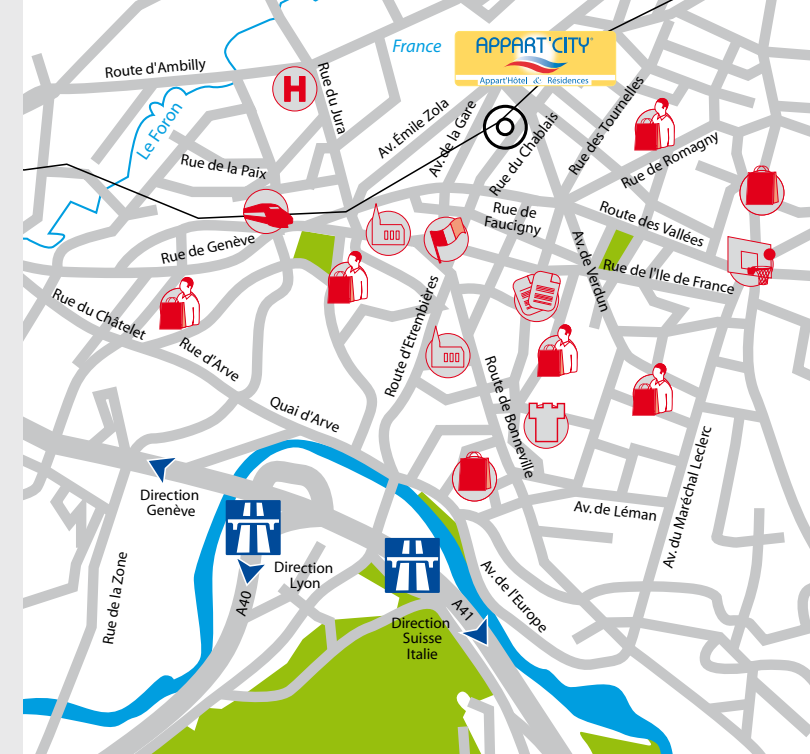 France
APPART'CITY
Appart'Hôtel & Résidences
Route d'Ambilly
H
Rue du Jura
Le Foron
Av. Émile Zola
Av. de la Gare
Rue du Chablais
Rue des Tournelles
Rue de Romagny
Rue de la Paix
Rue de
Faucigny
Route des Vallées
Rue de Genève
Av. de Verdun
Rue de l'Ile de France
Rue du Châtelet
Rue d'Arve
Route d'Etrembières
Route de Bonneville
Quai d'Arve
Av. du Maréchal Leclerc
Direction
Genève
Av. de Léman
Direction
Lyon
Rue de la Zone
A40
A41
Av. de l'Europe
Direction
Suisse
Italie